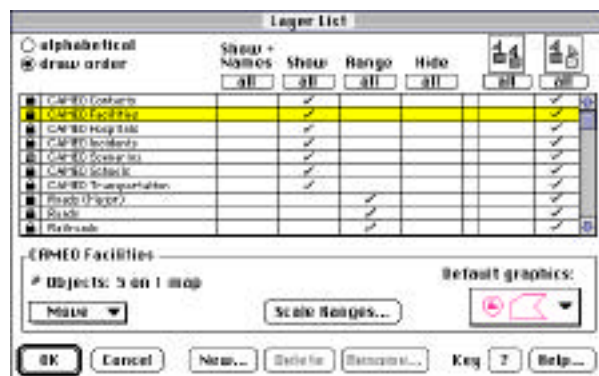 Layer List
alphabetical
draw order
Show + Names Show Range Hide
all all all all all all
CAMEO Contacts
CAMEO Facilities
CAMEO Hospitals
CAMEO Incidents
CAMEO Scenarios
CAMEO Schools
CAMEO Transportation
Roads (Major)
Roads
Railroads
CAMEO Facilities
# Objects: 5 on 1 map
Default graphics:
Move
Scale Ranges...
OK Cancel New... Delete Rename... Key ? Help...